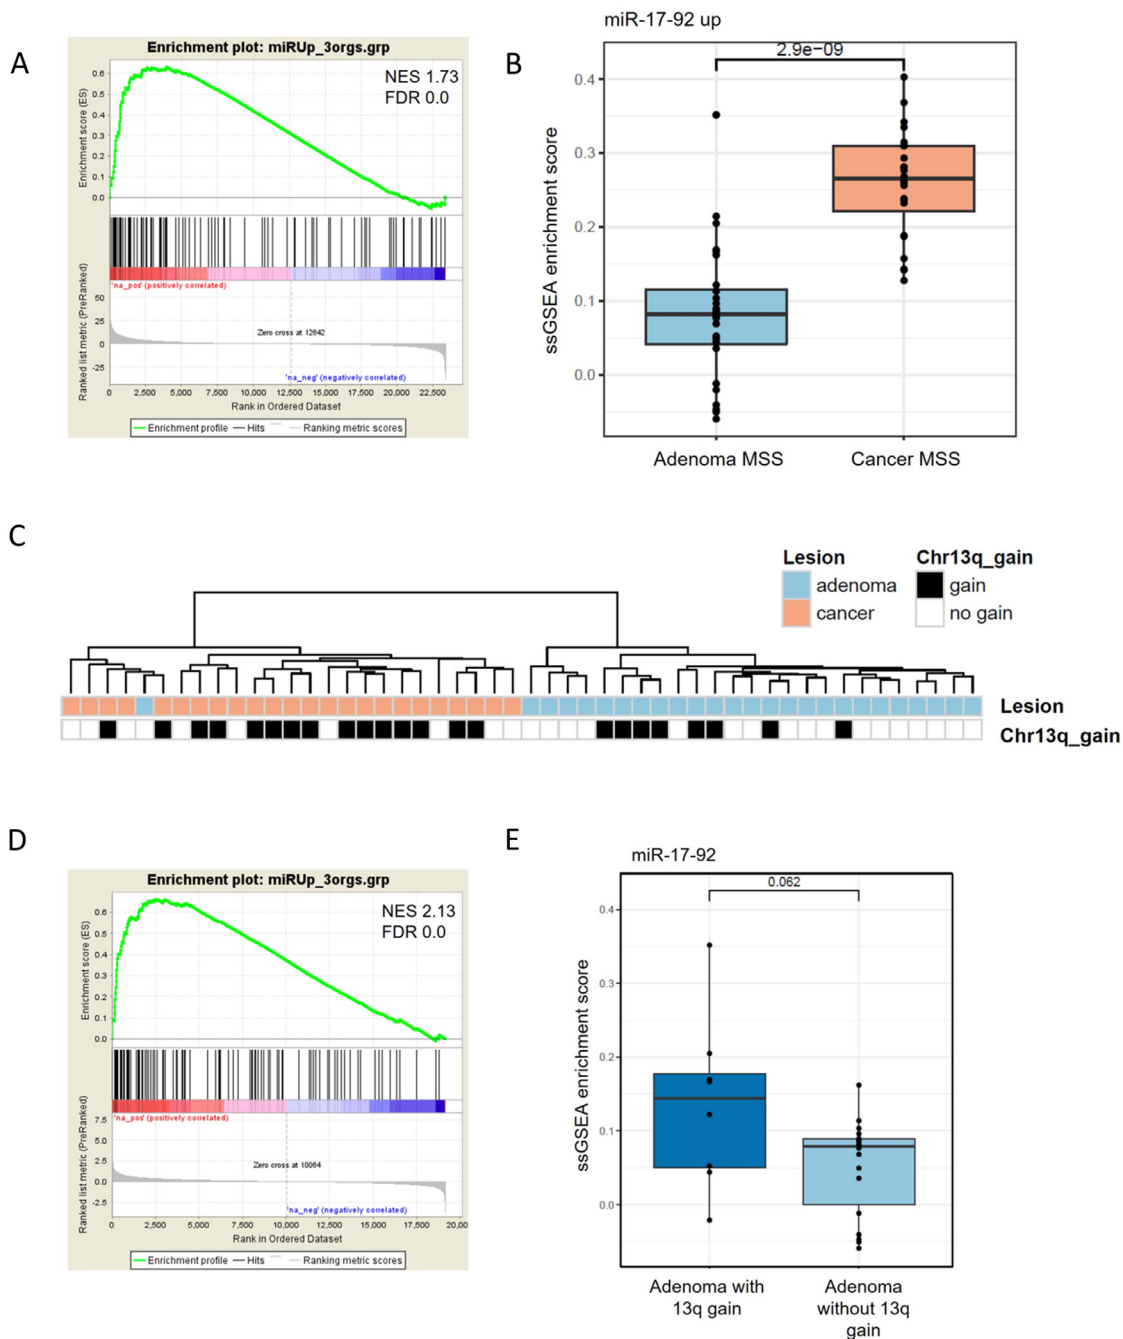 A
Enrichment plot: miRUp_3orgs.grp
NES 1.73
FDR 0.0
Enrichment score (ES)
0.6
0.5
0.4
0.3
0.2
0.1
0.0
'na_pos' (positively correlated)
Ranked list metric (PreRanked)
50
25
0
-25
Zero cross at 12642
'na_neg' (negatively correlated)
0 2,500 5,000 7,500 10,000 12,500 15,000 17,500 20,000 22,500
Rank in Ordered Dataset
Enrichment profile Hits Ranking metric scores
B
miR-17-92 up
2.9e−09
ssGSEA enrichment score
0.4
0.3
0.2
0.1
0.0
Adenoma MSS Cancer MSS
C
Lesion Chr13q_gain
adenoma gain
cancer no gain
Lesion
Chr13q_gain
D
Enrichment plot: miRUp_3orgs.grp
NES 2.13
FDR 0.0
Enrichment score (ES)
0.6
0.5
0.4
0.3
0.2
0.1
0.0
'na_pos' (positively correlated)
Ranked list metric (PreRanked)
7.5
5.0
2.5
0.0
-2.5
Zero cross at 10064
'na_neg' (negatively correlated)
0 2,500 5,000 7,500 10,000 12,500 15,000 17,500 20,000
Rank in Ordered Dataset
Enrichment profile Hits Ranking metric scores
E
miR-17-92
0.062
ssGSEA enrichment score
0.4
0.3
0.2
0.1
0.0
Adenoma with Adenoma
13q gain without 13q
gain